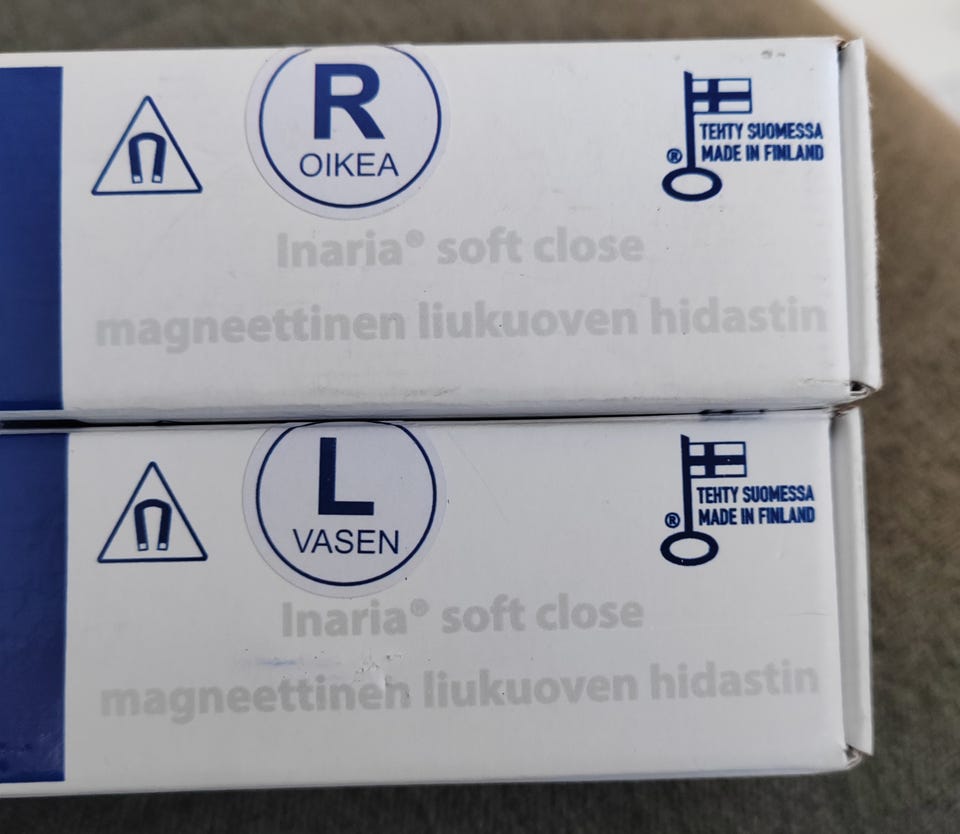 R
OIKEA
TEHTY SUOMESSA
® MADE IN FINLAND
Inaria® soft close
magneettinen liukuoven hidastin
L
VASEN
TEHTY SUOMESSA
® MADE IN FINLAND
Inaria® soft close
magneettinen liukuoven hidastin